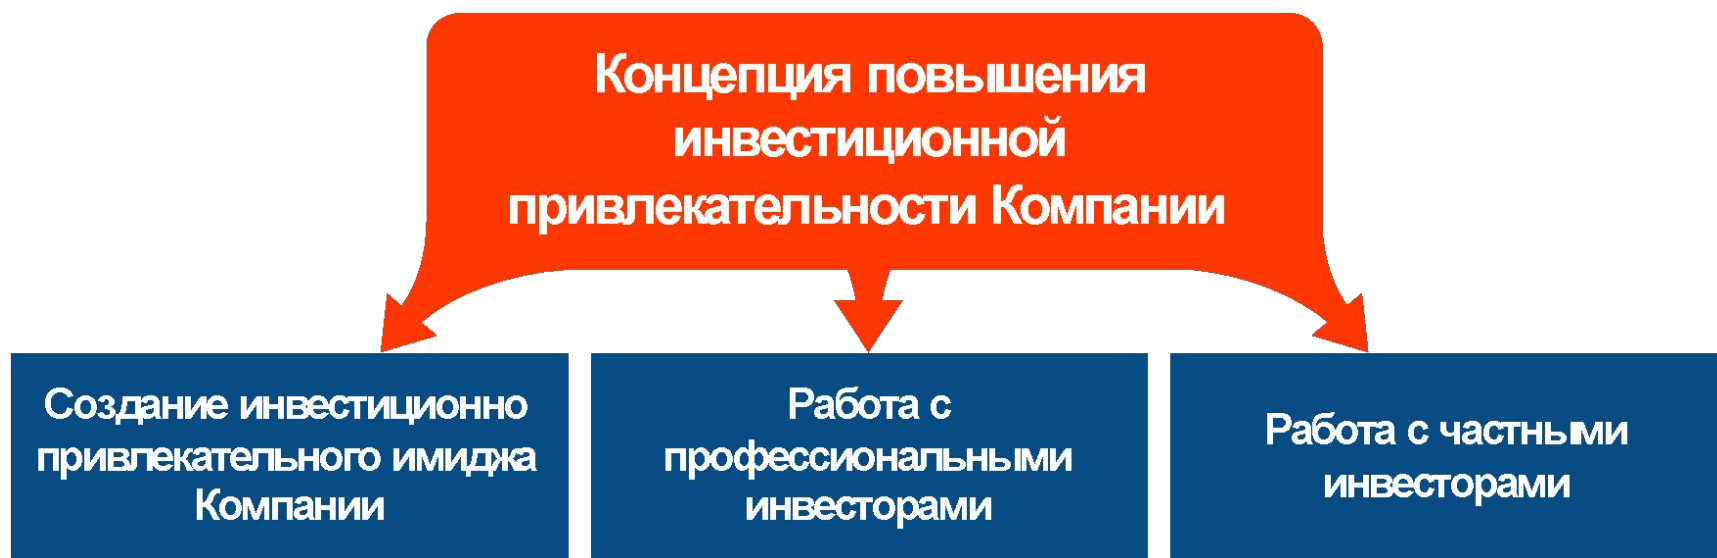 Концепция повышения
инвестиционной
привлекательности Компании
Создание инвестиционно
привлекательного имиджа
Компании
Работа с
профессиональными
инвесторами
Работа с частными
инвесторами